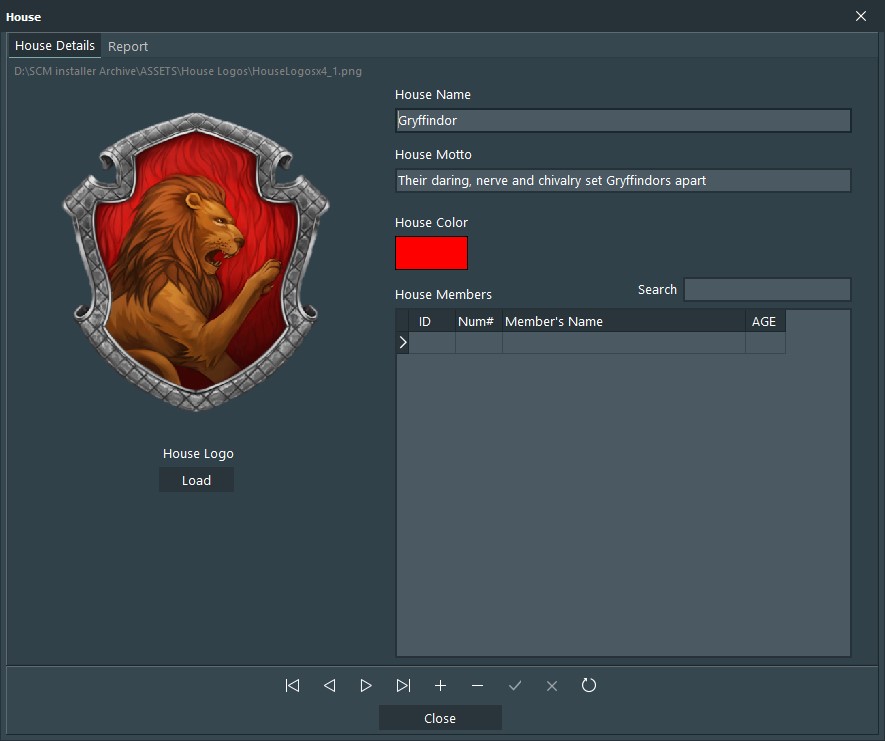 House
House Details Report
D:\SCM installer Archive\ASSETS\House Logos\HouseLogosx4_1.png
House Name
Gryffindor
House Motto
Their daring, nerve and chivalry set Gryffindors apart
House Color
House Members Search
ID Num# Member's Name AGE
House Logo
Load
Close